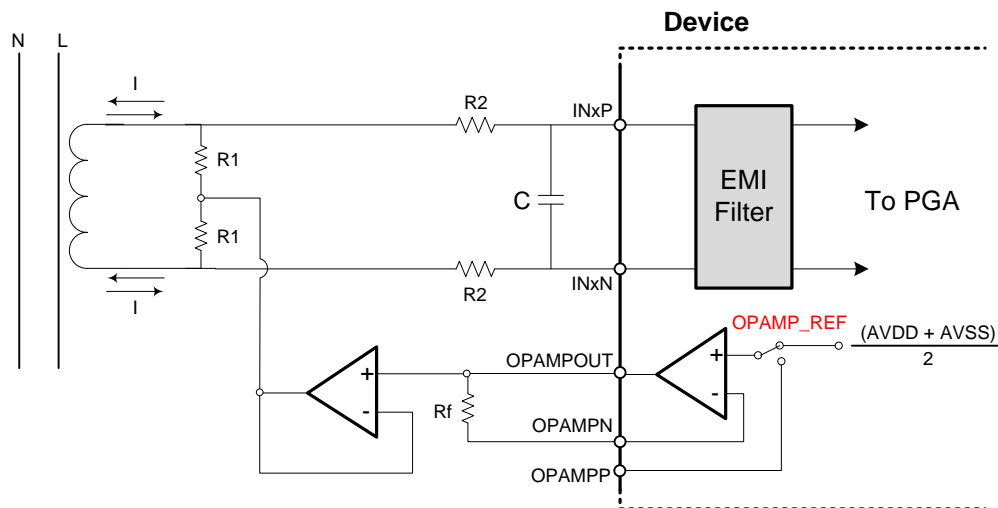 Device
N
L
I
R2
INxP
R1
C
EMI
Filter
To PGA
R1
I
R2
INxN
OPAMP_REF
(AVDD + AVSS)
2
OPAMPOUT
+
-
+
-
Rf
OPAMPN
OPAMPP